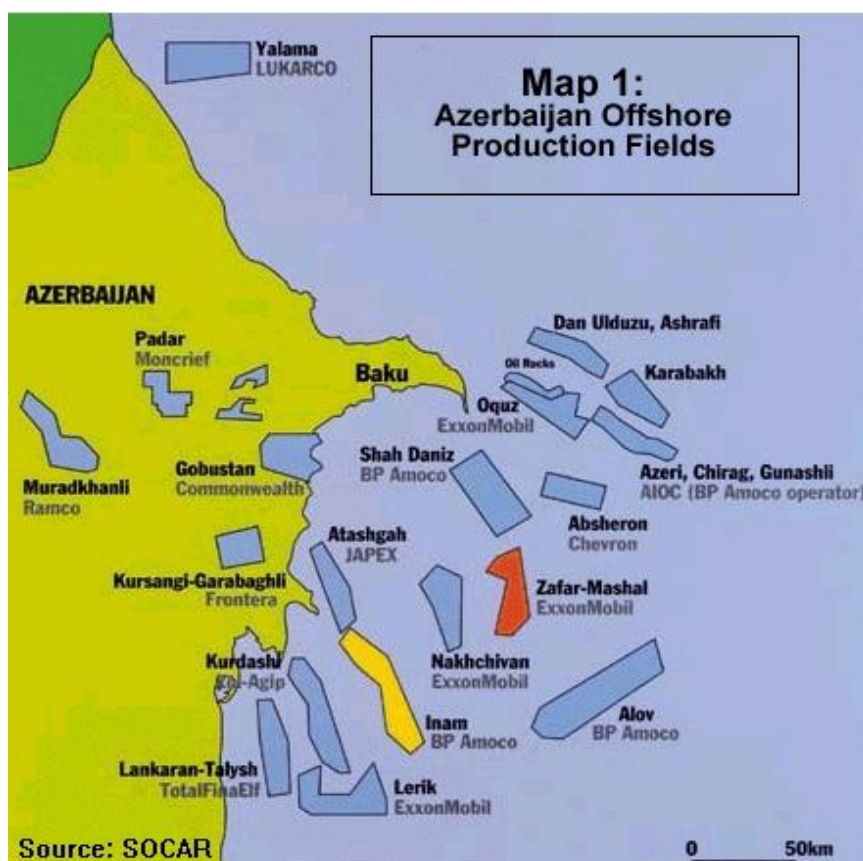 Yalama
LUKARCO
Map 1:
Azerbaijan Offshore
Production Fields
AZERBAIJAN
Dan Ulduzu, Ashrafi
Padar
Moncrief
Oil Rocks
Karabakh
Baku
Oquz
ExxonMobil
Shah Daniz
BP Amoco
Gobustan
Commonwealth
Muradkhanli
Ramco
Azeri, Chirag, Gunashli
AIOC (BP Amoco operator)
Absheron
Chevron
Atashgah
JAPEX
Kursangi-Garabaghli
Frontera
Zafar-Mashal
ExxonMobil
Kurdashi
Nakhchivan
ExxonMobil
Inam
BP Amoco
Alov
BP Amoco
Lankaran-Talysh
TotalFinaElf
Lerik
ExxonMobil
Source: SOCAR
0 50km